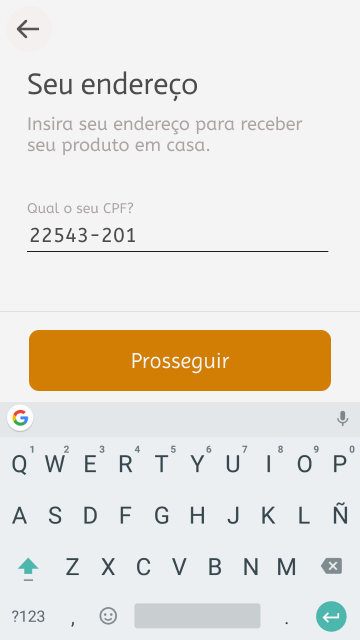 Seu endereço
Insira seu endereço para receber
seu produto em casa.
Qual o seu CPF?
22543-201
Prosseguir
G
1 2 3 4 5 6 7 8 9 0
Q W E R T Y U I O P
A S D F G H J K L Ñ
Z X C V B N M
?123 , .